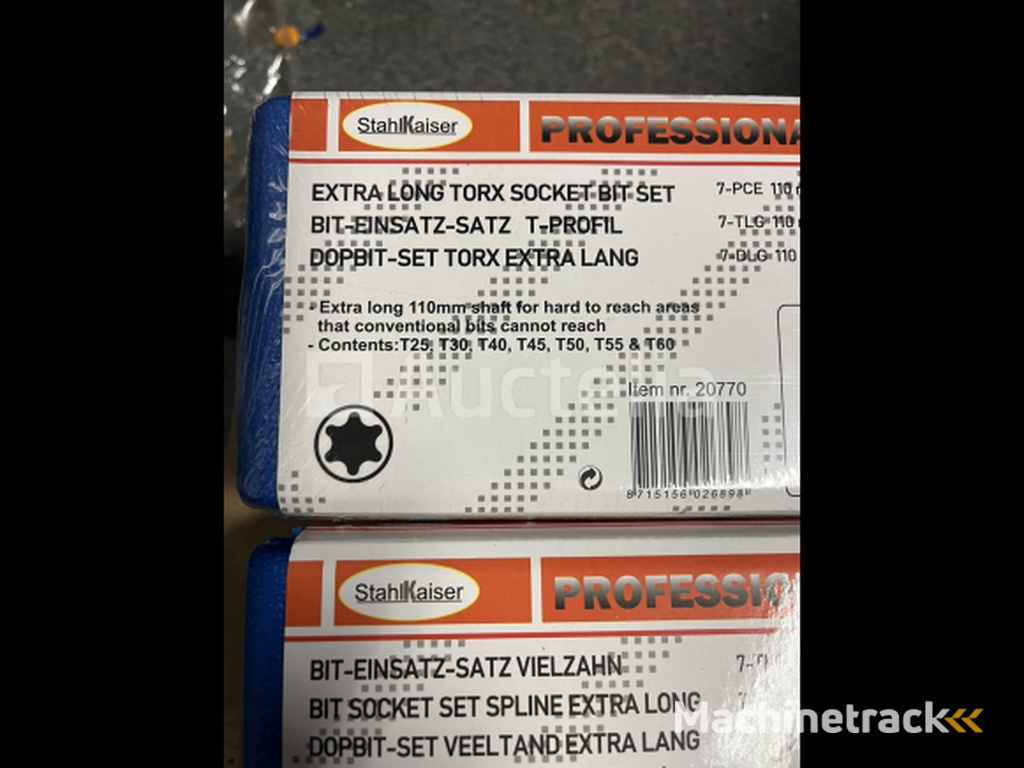 StahlKaiser
PROFESSIONA
EXTRA LONG TORX SOCKET BIT SET
7-PCE 110
BIT-EINSATZ-SATZ T-PROFIL
7-TLG 110
DOPBIT-SET TORX EXTRA LANG
7-DLG 110
- Extra long 110mm shaft for hard to reach areas
that conventional bits cannot reach
- Contents:T25, T30, T40, T45, T50, T55 & T60
Auctelia
Item nr. 20770
8715156026898
StahlKaiser
PROFESSIO
BIT-EINSATZ-SATZ VIELZAHN
BIT SOCKET SET SPLINE EXTRA LONG
Machinetrack
DOPBIT-SET VEELTAND EXTRA LANG